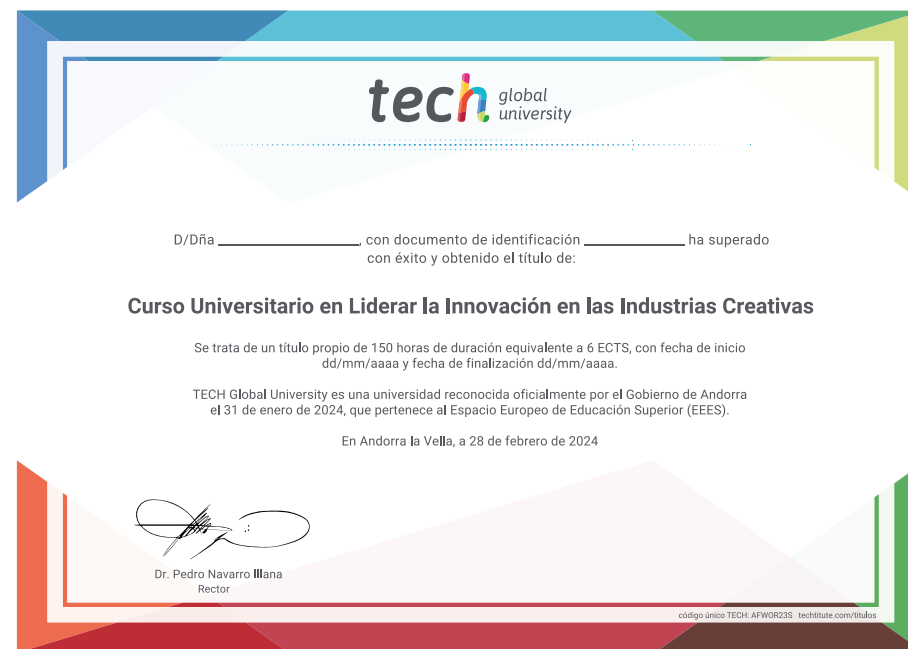 tech global university
D/Dña ____________________, con documento de identificación ______________ ha superado
con éxito y obtenido el título de:
Curso Universitario en Liderar la Innovación en las Industrias Creativas
Se trata de un título propio de 150 horas de duración equivalente a 6 ECTS, con fecha de inicio
dd/mm/aaaa y fecha de finalización dd/mm/aaaa.
TECH Global University es una universidad reconocida oficialmente por el Gobierno de Andorra
el 31 de enero de 2024, que pertenece al Espacio Europeo de Educación Superior (EEES).
En Andorra la Vella, a 28 de febrero de 2024
Dr. Pedro Navarro Illana
Rector
código único TECH: AFWOR23S techtitute.com/titulos